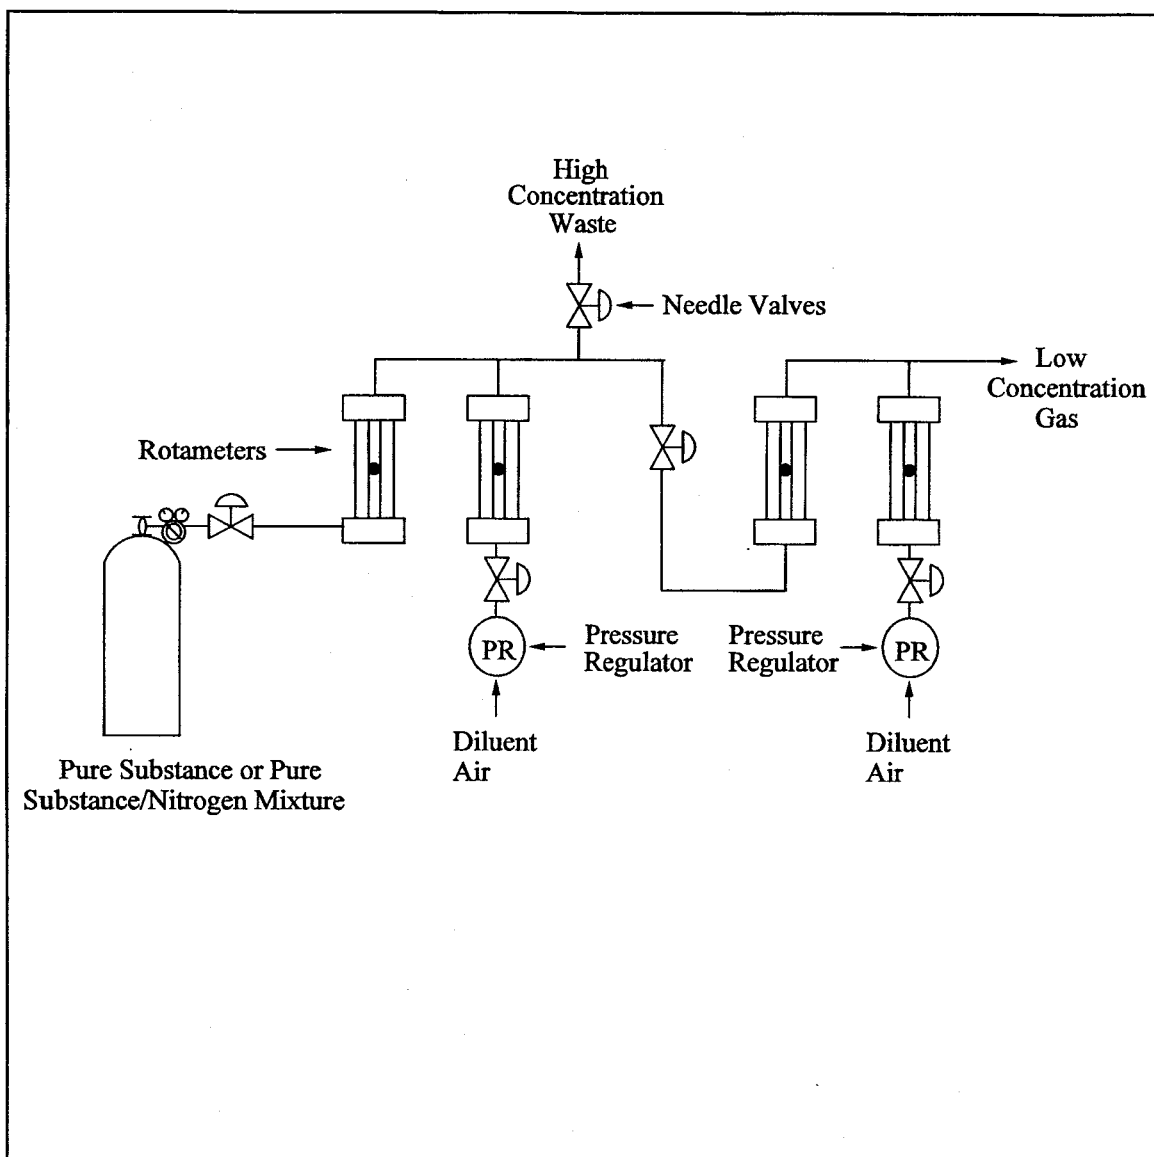 High
Concentration
Waste
Needle Valves
Low
Concentration
Gas
Rotameters
PR
Pressure
Regulator
Pressure
Regulator
PR
Diluent
Air
Diluent
Air
Pure Substance or Pure
Substance/Nitrogen Mixture